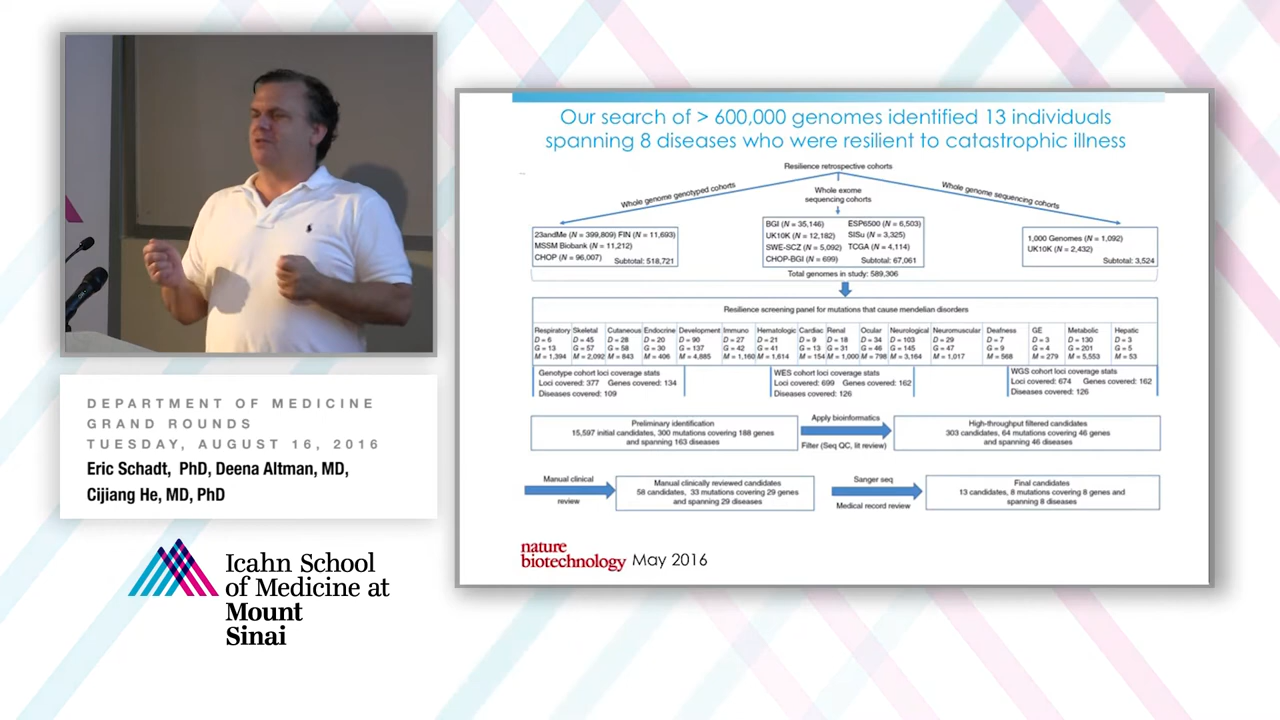 DEPARTMENT OF MEDICINE
GRAND ROUNDS
TUESDAY, AUGUST 16, 2016
Eric Schadt, PhD, Deena Altman, MD,
Cijiang He, MD, PhD
Icahn School
of Medicine at
Mount
Sinai
Our search of > 600,000 genomes identified 13 individuals
spanning 8 diseases who were resilient to catastrophic illness
Resilience retrospective cohorts
Whole genome genotyped cohorts
Whole exome
sequencing cohorts
Whole genome sequencing cohorts
23andMe (N = 399,809) FIN (N = 11,693)
MSSM Biobank (N = 11,212)
CHOP (N = 96,007) Subtotal: 518,721
BGI (N = 35,146) ESP6500 (N = 6,503)
UK10K (N = 12,182) SISu (N = 3,325)
SWE-SCZ (N = 5,092) TCGA (N = 4,114)
CHOP-BGI (N = 699) Subtotal: 67,061
1,000 Genomes (N = 1,092)
UK10K (N = 2,432)
Subtotal: 3,524
Total genomes in study: 589,306
Resilience screening panel for mutations that cause mendelian disorders
Respiratory Skeletal Cutaneous Endocrine Development Immuno Hematologic Cardiac Renal Ocular Neurological Neuromuscular Deafness GE Metabolic Hepatic
D = 6 D = 45 D = 28 D = 20 D = 90 D = 27 D = 21 D = 9 D = 18 D = 34 D = 103 D = 29 D = 7 D = 3 D = 130 D = 3
G = 13 G = 57 G = 58 G = 30 G = 137 G = 42 G = 41 G = 13 G = 31 G = 46 G = 145 G = 47 G = 9 G = 4 G = 201 G = 5
M = 1,394 M = 2,092 M = 843 M = 406 M = 4,885 M = 1,160 M = 1,614 M = 154 M = 1,000 M = 798 M = 3,164 M = 1,017 M = 568 M = 279 M = 5,553 M = 53
Genotype cohort loci coverage stats
Loci covered: 377 Genes covered: 134
Diseases covered: 109
WES cohort loci coverage stats
Loci covered: 699 Genes covered: 162
Diseases covered: 126
WGS cohort loci coverage stats
Loci covered: 674 Genes covered: 162
Diseases covered: 126
Preliminary identification
15,597 initial candidates, 300 mutations covering 188 genes
and spanning 163 diseases
Apply bioinformatics
Filter (Seq QC, lit review)
High-throughput filtered candidates
303 candidates, 64 mutations covering 46 genes
and spanning 46 diseases
Manual clinical
review
Manual clinically reviewed candidates
58 candidates, 33 mutations covering 29 genes
and spanning 29 diseases
Sanger seq
Medical record review
Final candidates
13 candidates, 8 mutations covering 8 genes and
spanning 8 diseases
nature
biotechnology May 2016